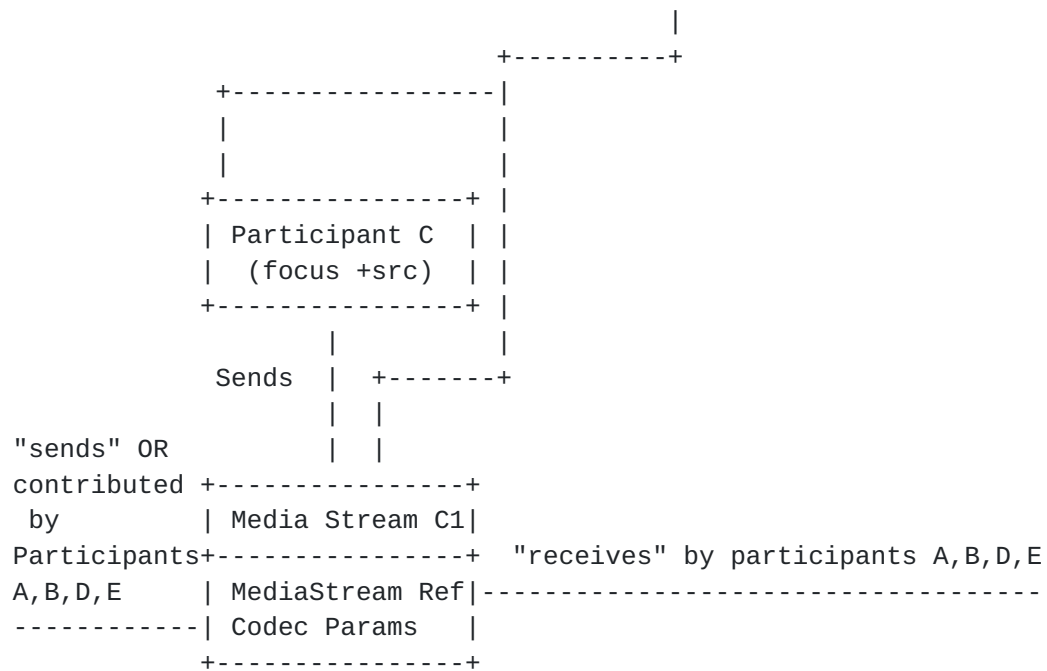 Participant C
(focus +src)
Sends
"sends" OR
contributed
by Media Stream C1
Participants "receives" by participants A,B,D,E
A,B,D,E MediaStream Ref
Codec Params